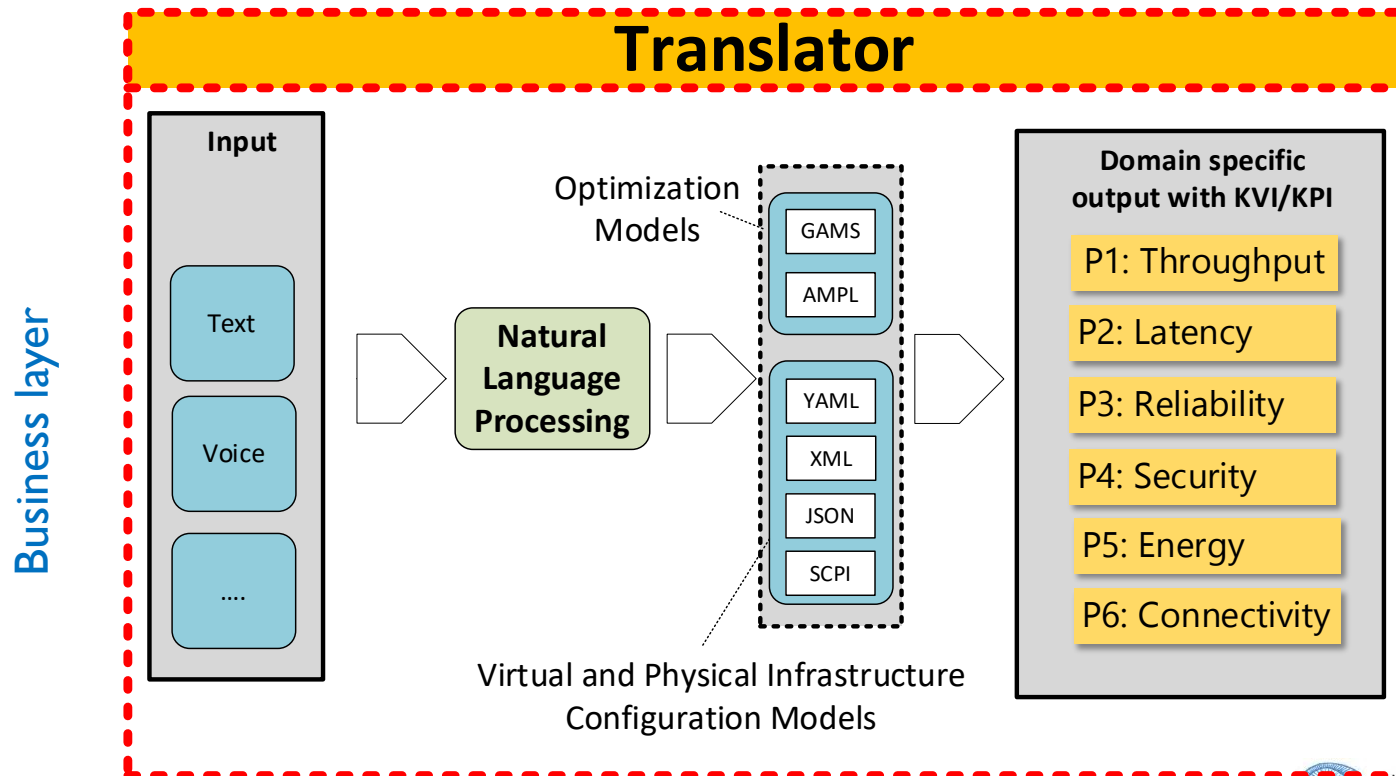 Translator
Business layer
Input
Text
Voice
....
Natural
Language
Processing
Optimization
Models
GAMS
AMPL
YAML
XML
JSON
SCPI
Virtual and Physical Infrastructure
Configuration Models
Domain specific
output with KVI/KPI
P1: Throughput
P2: Latency
P3: Reliability
P4: Security
P5: Energy
P6: Connectivity